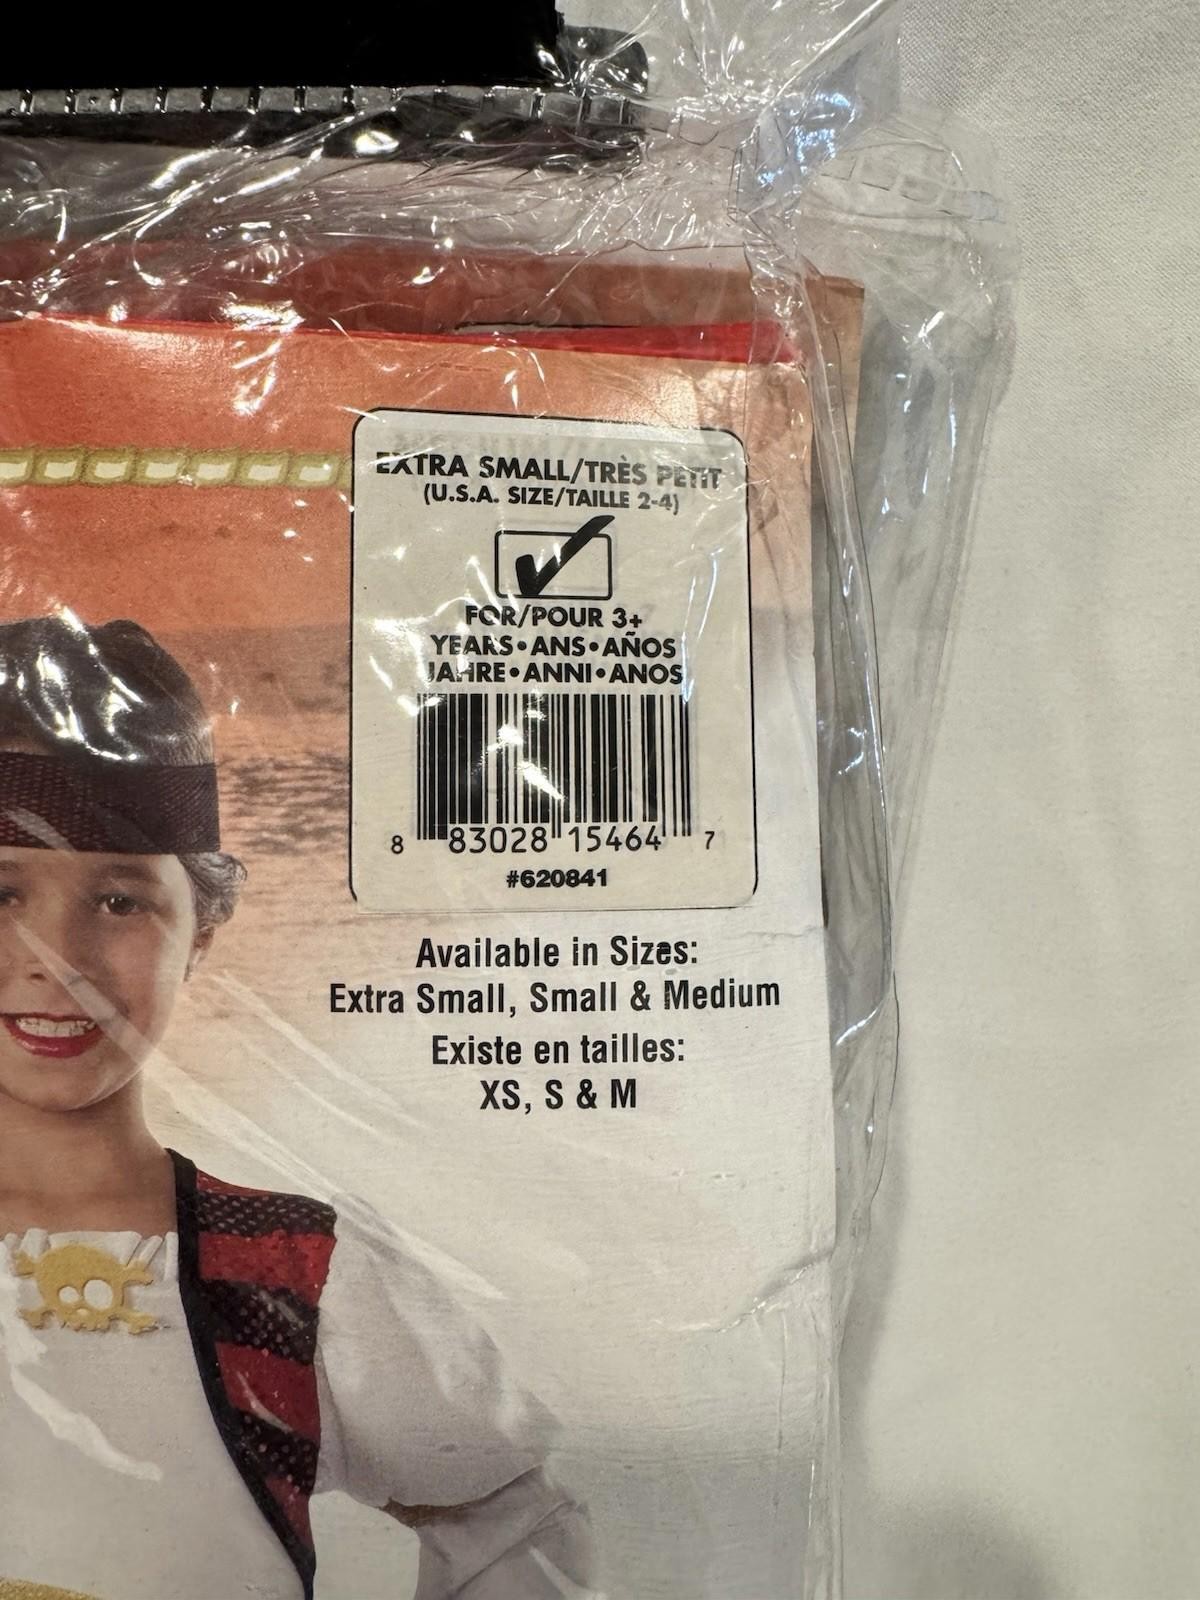 EXTRA SMALL/TRÈS PETIT
(U.S.A. SIZE/TAILLE 2-4)
FOR/POUR 3+
YEARS•ANS•AÑOS
JAHRE•ANNI•ANOS
8 83028 15464 7
#620841
Available in Sizes:
Extra Small, Small & Medium
Existe en tailles:
XS, S & M